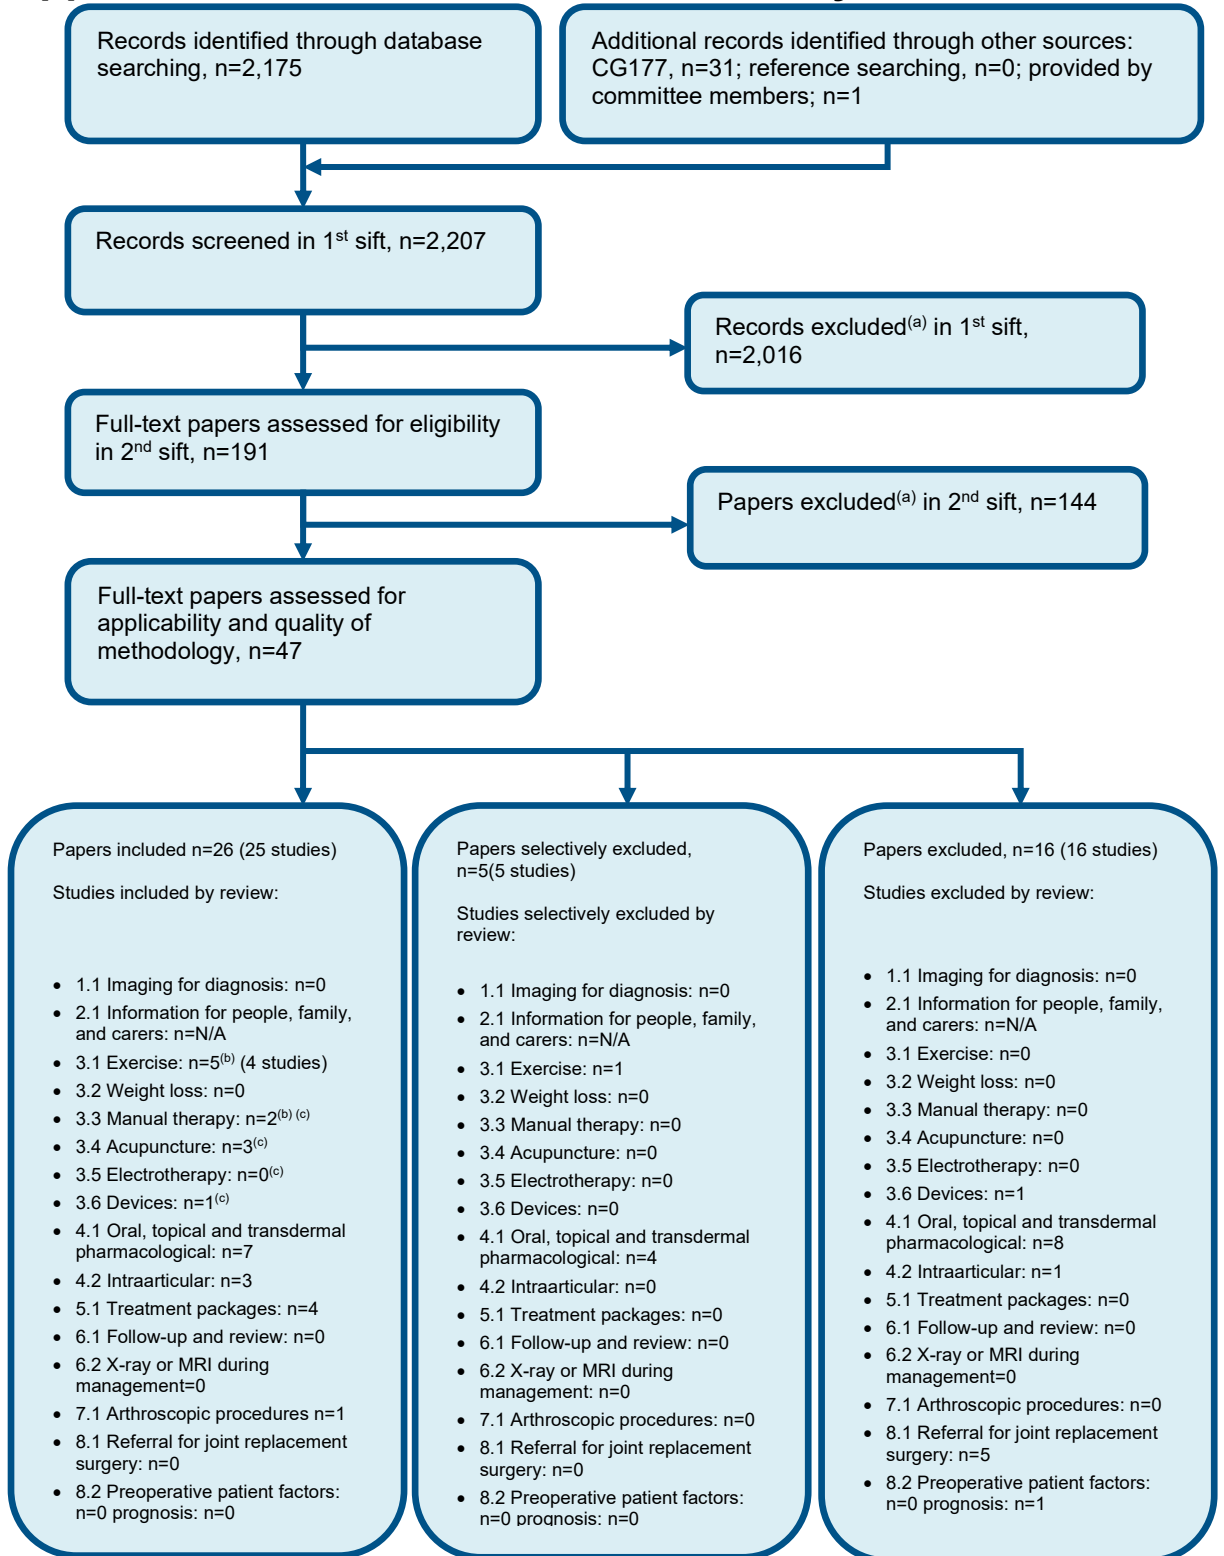 Records identified through database
searching, n=2,175
Additional records identified through other sources:
CG177, n=31; reference searching, n=0; provided by
committee members; n=1
Records screened in 1st sift, n=2,207
Records excluded(a) in 1st sift,
n=2,016
Full-text papers assessed for eligibility
in 2nd sift, n=191
Papers excluded(a) in 2nd sift, n=144
Full-text papers assessed for
applicability and quality of
methodology, n=47
Papers included n=26 (25 studies)
Studies included by review:
• 1.1 Imaging for diagnosis: n=0
• 2.1 Information for people, family,
and carers: n=N/A
• 3.1 Exercise: n=5(b) (4 studies)
• 3.2 Weight loss: n=0
• 3.3 Manual therapy: n=2(b) (c)
• 3.4 Acupuncture: n=3(c)
• 3.5 Electrotherapy: n=0(c)
• 3.6 Devices: n=1(c)
• 4.1 Oral, topical and transdermal
pharmacological: n=7
• 4.2 Intraarticular: n=3
• 5.1 Treatment packages: n=4
• 6.1 Follow-up and review: n=0
• 6.2 X-ray or MRI during
management=0
• 7.1 Arthroscopic procedures n=1
• 8.1 Referral for joint replacement
surgery: n=0
• 8.2 Preoperative patient factors:
n=0 prognosis: n=0
Papers selectively excluded,
n=5(5 studies)
Studies selectively excluded by
review:
• 1.1 Imaging for diagnosis: n=0
• 2.1 Information for people, family,
and carers: n=N/A
• 3.1 Exercise: n=1
• 3.2 Weight loss: n=0
• 3.3 Manual therapy: n=0
• 3.4 Acupuncture: n=0
• 3.5 Electrotherapy: n=0
• 3.6 Devices: n=0
• 4.1 Oral, topical and transdermal
pharmacological: n=4
• 4.2 Intraarticular: n=0
• 5.1 Treatment packages: n=0
• 6.1 Follow-up and review: n=0
• 6.2 X-ray or MRI during
management: n=0
• 7.1 Arthroscopic procedures: n=0
• 8.1 Referral for joint replacement
surgery: n=0
• 8.2 Preoperative patient factors:
n=0 prognosis: n=0
Papers excluded, n=16 (16 studies)
Studies excluded by review:
• 1.1 Imaging for diagnosis: n=0
• 2.1 Information for people, family,
and carers: n=N/A
• 3.1 Exercise: n=0
• 3.2 Weight loss: n=0
• 3.3 Manual therapy: n=0
• 3.4 Acupuncture: n=0
• 3.5 Electrotherapy: n=0
• 3.6 Devices: n=1
• 4.1 Oral, topical and transdermal
pharmacological: n=8
• 4.2 Intraarticular: n=1
• 5.1 Treatment packages: n=0
• 6.1 Follow-up and review: n=0
• 6.2 X-ray or MRI during
management=0
• 7.1 Arthroscopic procedures: n=0
• 8.1 Referral for joint replacement
surgery: n=5
• 8.2 Preoperative patient factors:
n=0 prognosis: n=1